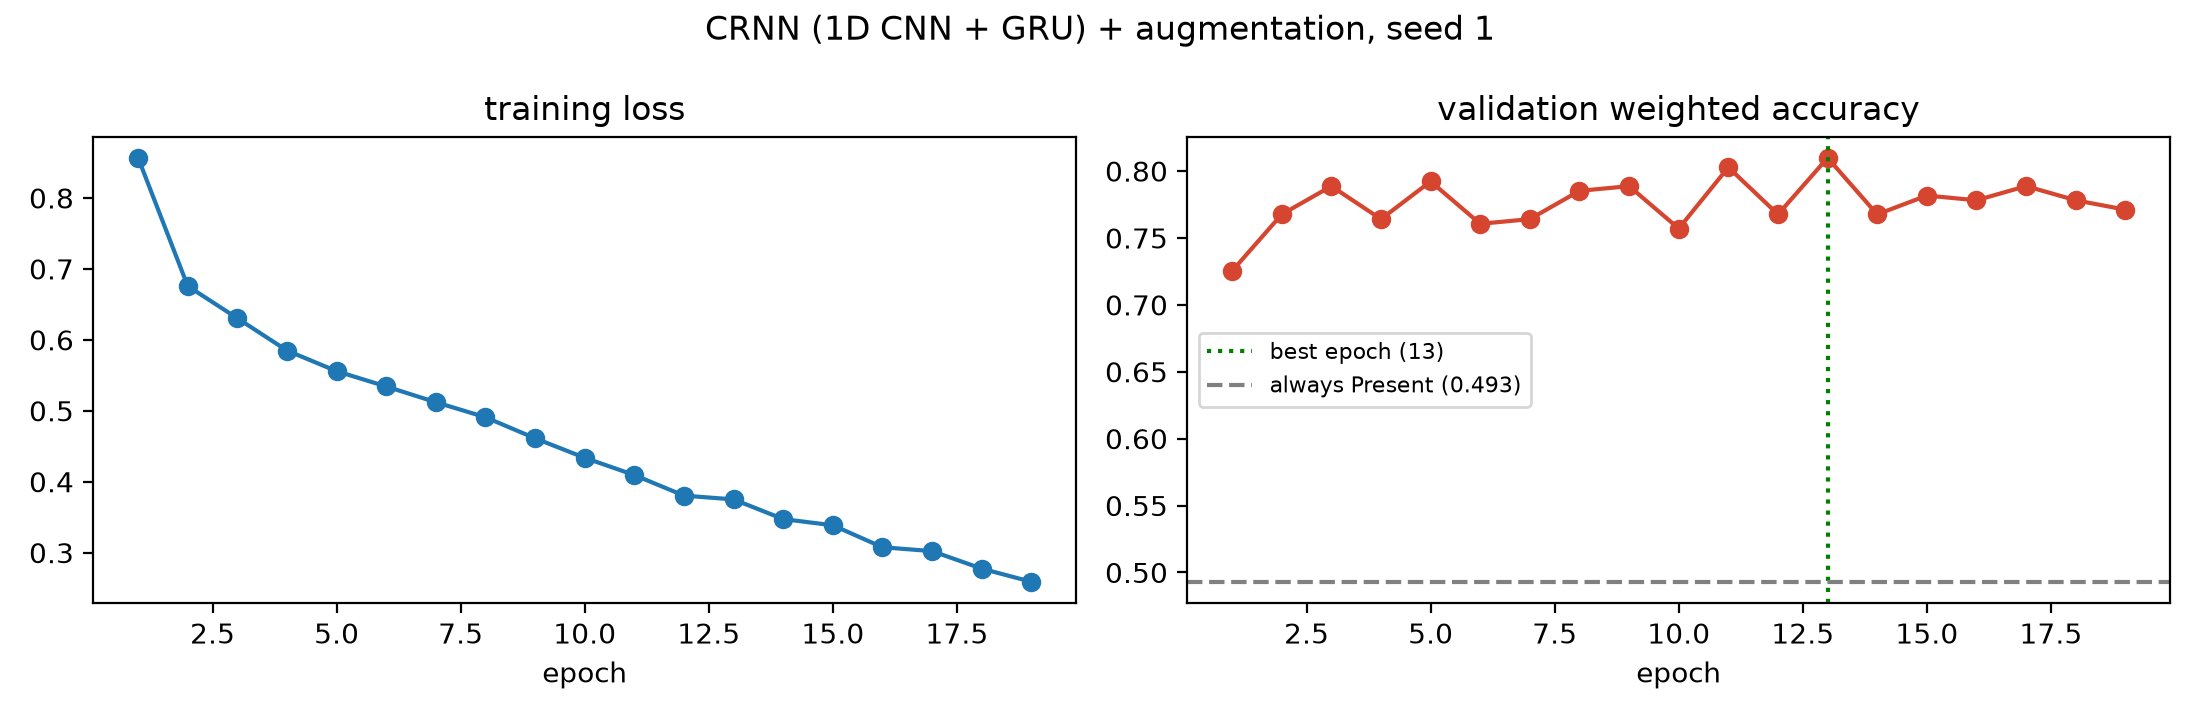 CRNN (1D CNN + GRU) + augmentation, seed 1
training loss
0.8
0.7
0.6
0.5
0.4
0.3
2.5 5.0 7.5 10.0 12.5 15.0 17.5
epoch
validation weighted accuracy
0.80
0.75
0.70
0.65
0.60
0.55
0.50
best epoch (13)
always Present (0.493)
2.5 5.0 7.5 10.0 12.5 15.0 17.5
epoch